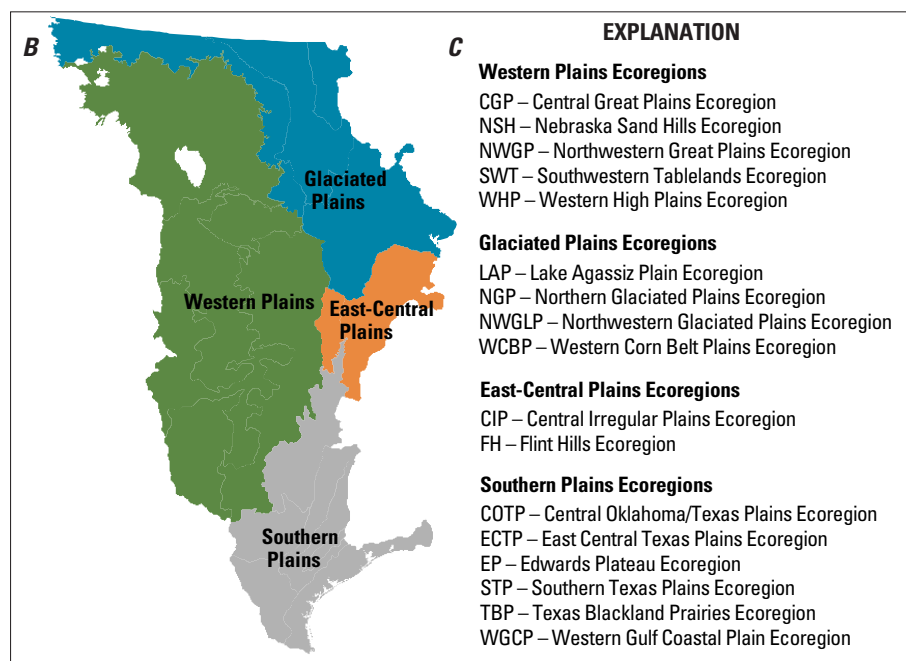 B
Glaciated
Plains
Western Plains
East-Central
Plains
Southern
Plains
C
EXPLANATION
Western Plains Ecoregions
CGP – Central Great Plains Ecoregion
NSH – Nebraska Sand Hills Ecoregion
NWGP – Northwestern Great Plains Ecoregion
SWT – Southwestern Tablelands Ecoregion
WHP – Western High Plains Ecoregion
Glaciated Plains Ecoregions
LAP – Lake Agassiz Plain Ecoregion
NGP – Northern Glaciated Plains Ecoregion
NWGLP – Northwestern Glaciated Plains Ecoregion
WCBP – Western Corn Belt Plains Ecoregion
East-Central Plains Ecoregions
CIP – Central Irregular Plains Ecoregion
FH – Flint Hills Ecoregion
Southern Plains Ecoregions
COTP – Central Oklahoma/Texas Plains Ecoregion
ECTP – East Central Texas Plains Ecoregion
EP – Edwards Plateau Ecoregion
STP – Southern Texas Plains Ecoregion
TBP – Texas Blackland Prairies Ecoregion
WGCP – Western Gulf Coastal Plain Ecoregion